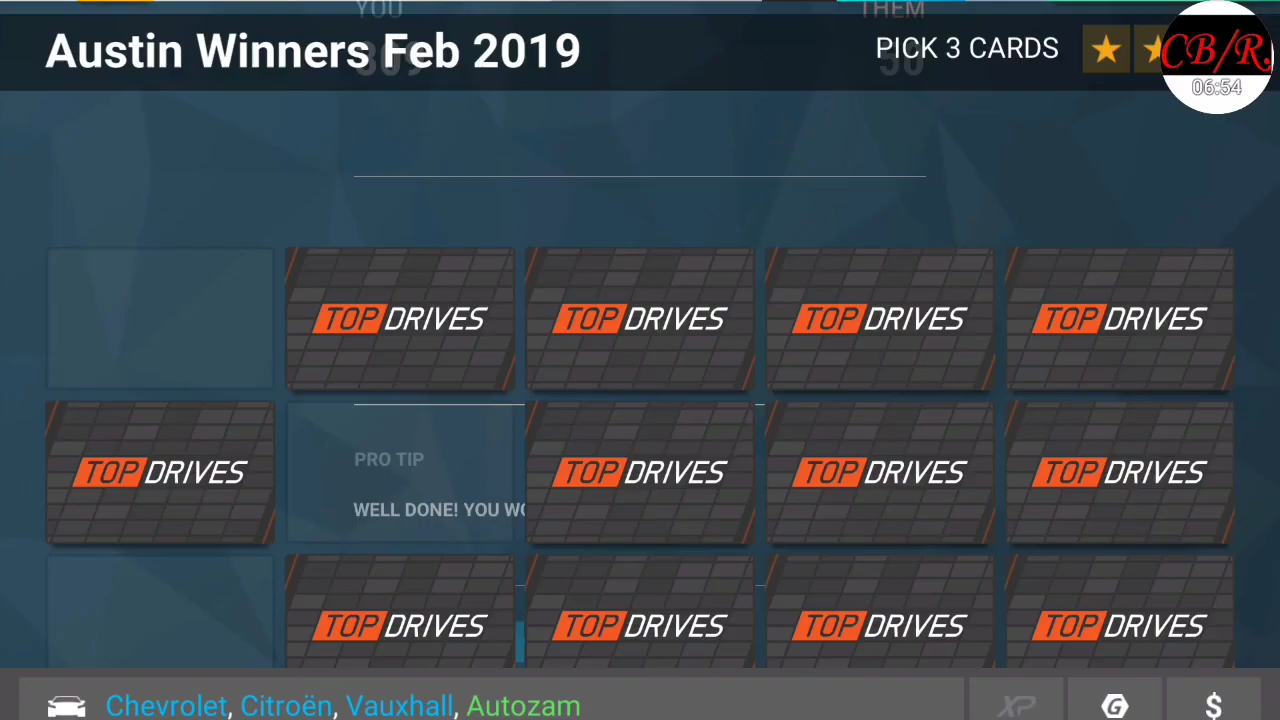 YOU THEM
Austin Winners Feb 2019
PICK 3 CARDS
CB/R.
06:54
TOP DRIVES TOP DRIVES TOP DRIVES TOP DRIVES
TOP DRIVES TOP DRIVES TOP DRIVES TOP DRIVES
PRO TIP
WELL DONE! YOU
TOP DRIVES TOP DRIVES TOP DRIVES TOP DRIVES
Chevrolet, Citroën, Vauxhall, Autozam
XP G $